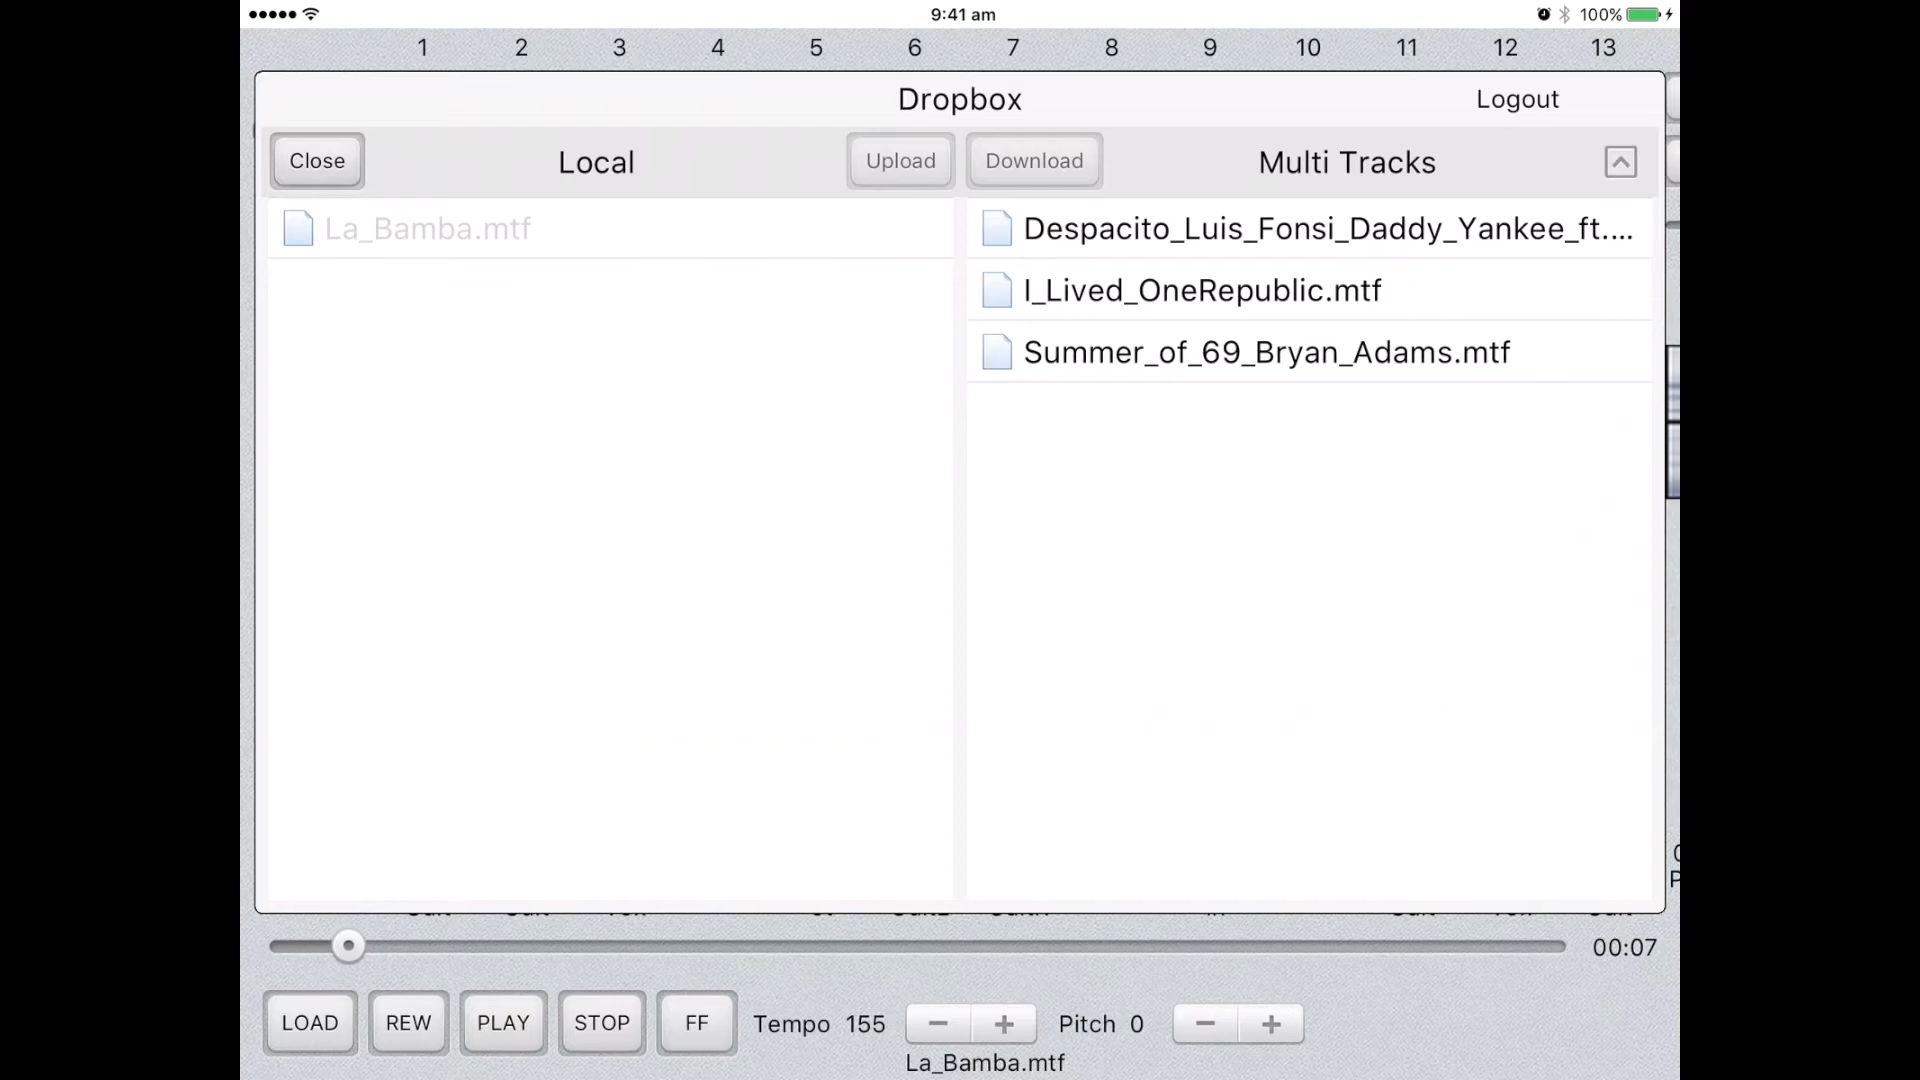 9:41 am 100%
1 2 3 4 5 6 7 8 9 10 11 12 13
Dropbox Logout
Close Local Upload Download Multi Tracks
La_Bamba.mtf
Despacito_Luis_Fonsi_Daddy_Yankee_ft....
I_Lived_OneRepublic.mtf
Summer_of_69_Bryan_Adams.mtf
00:07
LOAD REW PLAY STOP FF Tempo 155 − + Pitch 0 − +
La_Bamba.mtf